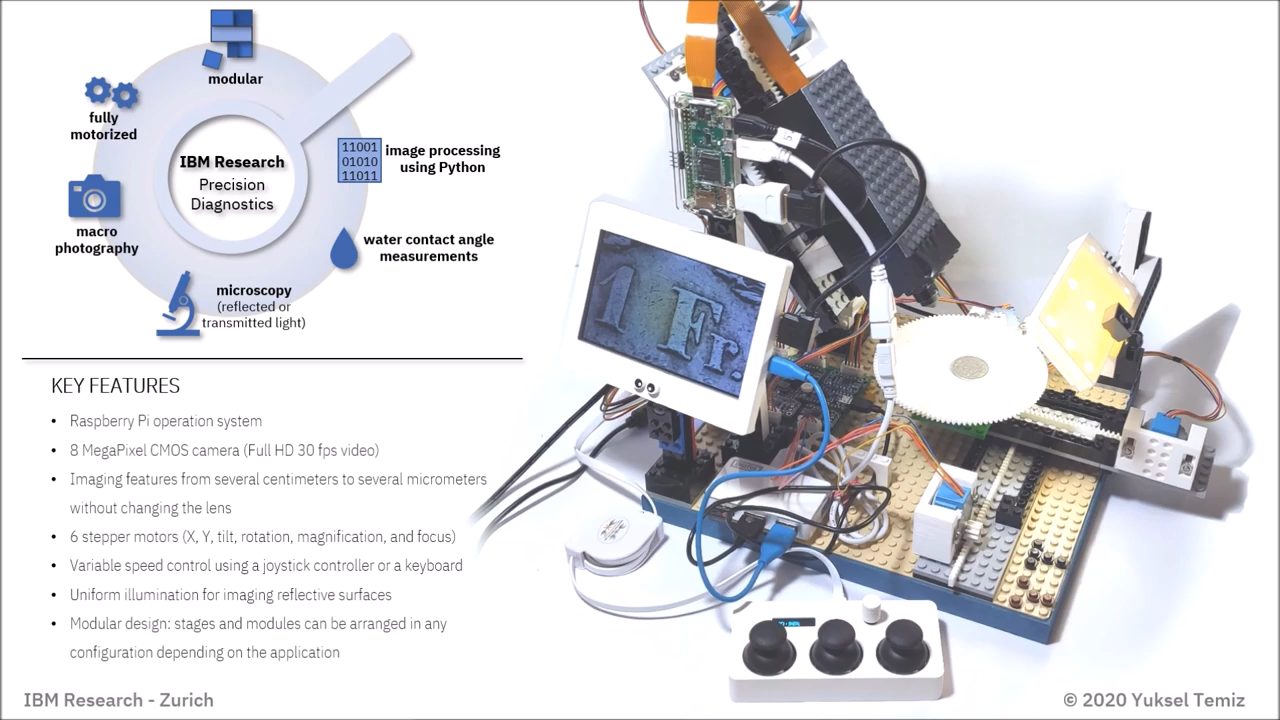 modular
fully
motorized
IBM Research
Precision
Diagnostics
11001
01010
11011
image processing
using Python
macro
photography
water contact angle
measurements
microscopy
(reflected or
transmitted light)
KEY FEATURES
• Raspberry Pi operation system
• 8 MegaPixel CMOS camera (Full HD 30 fps video)
• Imaging features from several centimeters to several micrometers
without changing the lens
• 6 stepper motors (X, Y, tilt, rotation, magnification, and focus)
• Variable speed control using a joystick controller or a keyboard
• Uniform illumination for imaging reflective surfaces
• Modular design: stages and modules can be arranged in any
configuration depending on the application
1 Fr.
IBM Research - Zurich
© 2020 Yuksel Temiz